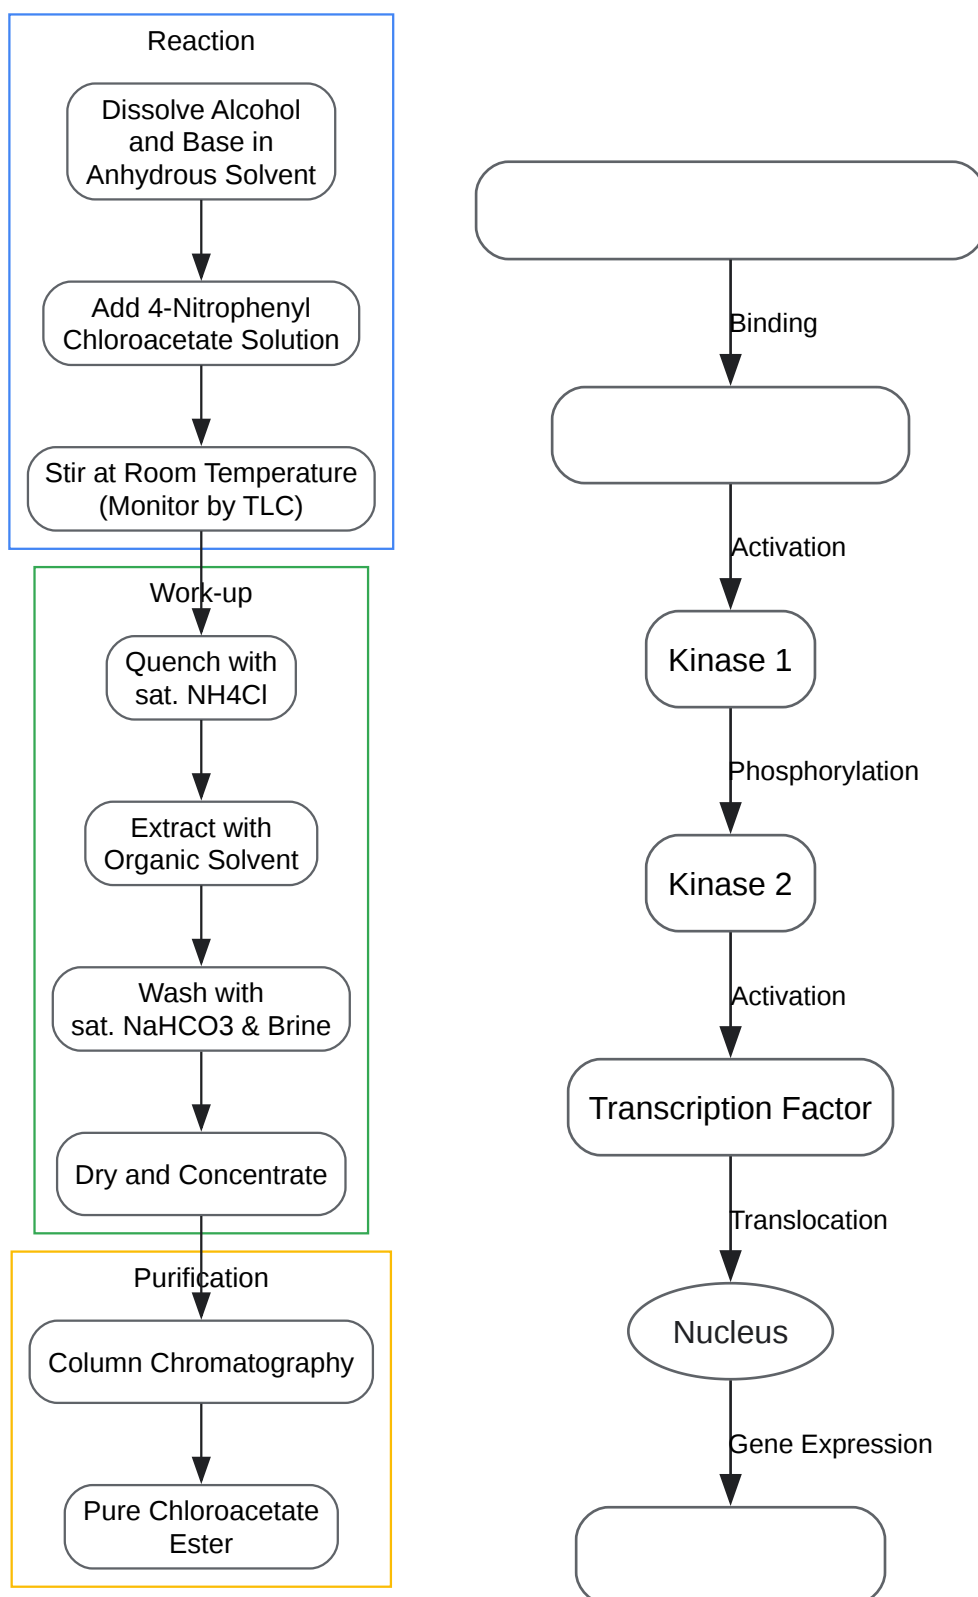 Reaction
Dissolve Alcohol
and Base in
Anhydrous Solvent
Add 4-Nitrophenyl
Chloroacetate Solution
Stir at Room Temperature
(Monitor by TLC)
Work-up
Quench with
sat. NH4Cl
Extract with
Organic Solvent
Wash with
sat. NaHCO3 & Brine
Dry and Concentrate
Purification
Column Chromatography
Pure Chloroacetate
Ester
Binding
Activation
Kinase 1
Phosphorylation
Kinase 2
Activation
Transcription Factor
Translocation
Nucleus
Gene Expression